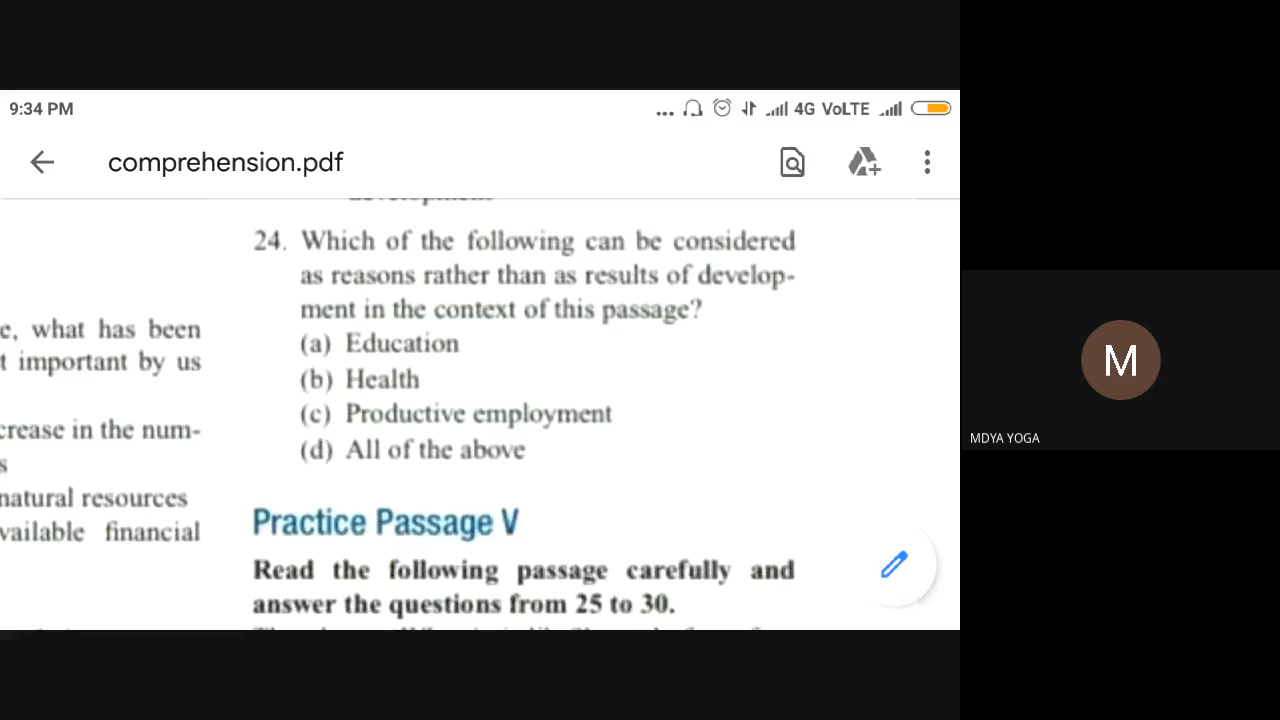 9:34 PM
... 4G VoLTE
comprehension.pdf
24. Which of the following can be considered
as reasons rather than as results of develop-
ment in the context of this passage?
(a) Education
(b) Health
(c) Productive employment
(d) All of the above
e, what has been
t important by us
crease in the num-
s
natural resources
vailable financial
Practice Passage V
Read the following passage carefully and
answer the questions from 25 to 30.
M
MDYA YOGA